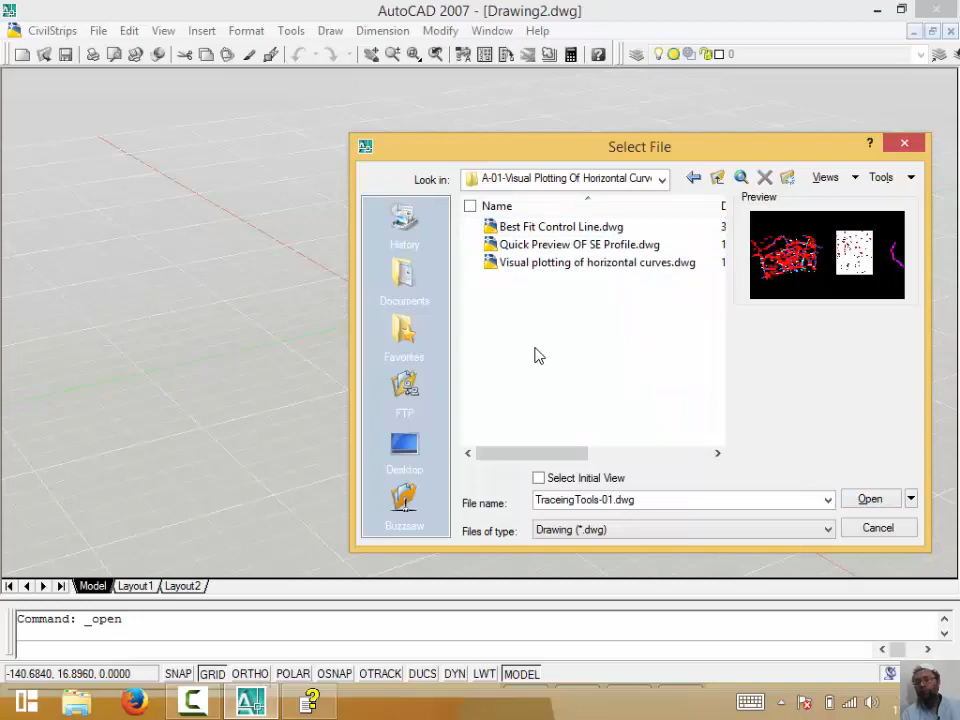 AutoCAD 2007 - [Drawing2.dwg]
CivilStrips File Edit View Insert Format Tools Draw Dimension Modify Window Help
0
Select File
Look in: A-01-Visual Plotting Of Horizontal Curv
Views Tools
Name D
Preview
Best Fit Control Line.dwg 3
Quick Preview OF SE Profile.dwg 1
Visual plotting of horizontal curves.dwg 1
History
Documents
Favorites
FTP
Desktop
Buzzsaw
Select Initial View
File name: TraceingTools-01.dwg Open
Files of type: Drawing (*.dwg) Cancel
Model Layout1 Layout2
Command: _open
-140.6840, 16.8960, 0.0000 SNAP GRID ORTHO POLAR OSNAP OTRACK DUCS DYN LWT MODEL